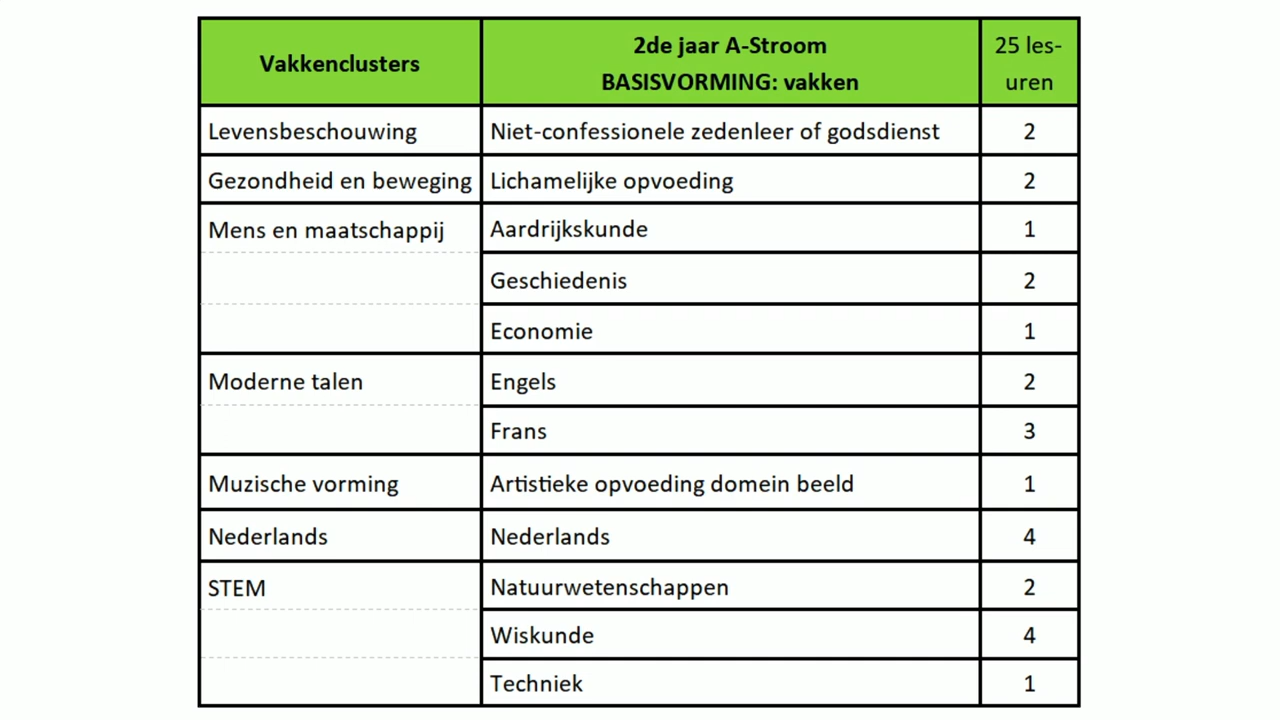 Vakkenclusters
2de jaar A-Stroom
BASISVORMING: vakken
25 les-
uren
Levensbeschouwing Niet-confessionele zedenleer of godsdienst 2
Gezondheid en beweging Lichamelijke opvoeding 2
Mens en maatschappij Aardrijkskunde 1
Geschiedenis 2
Economie 1
Moderne talen Engels 2
Frans 3
Muzische vorming Artistieke opvoeding domein beeld 1
Nederlands Nederlands 4
STEM Natuurwetenschappen 2
Wiskunde 4
Techniek 1